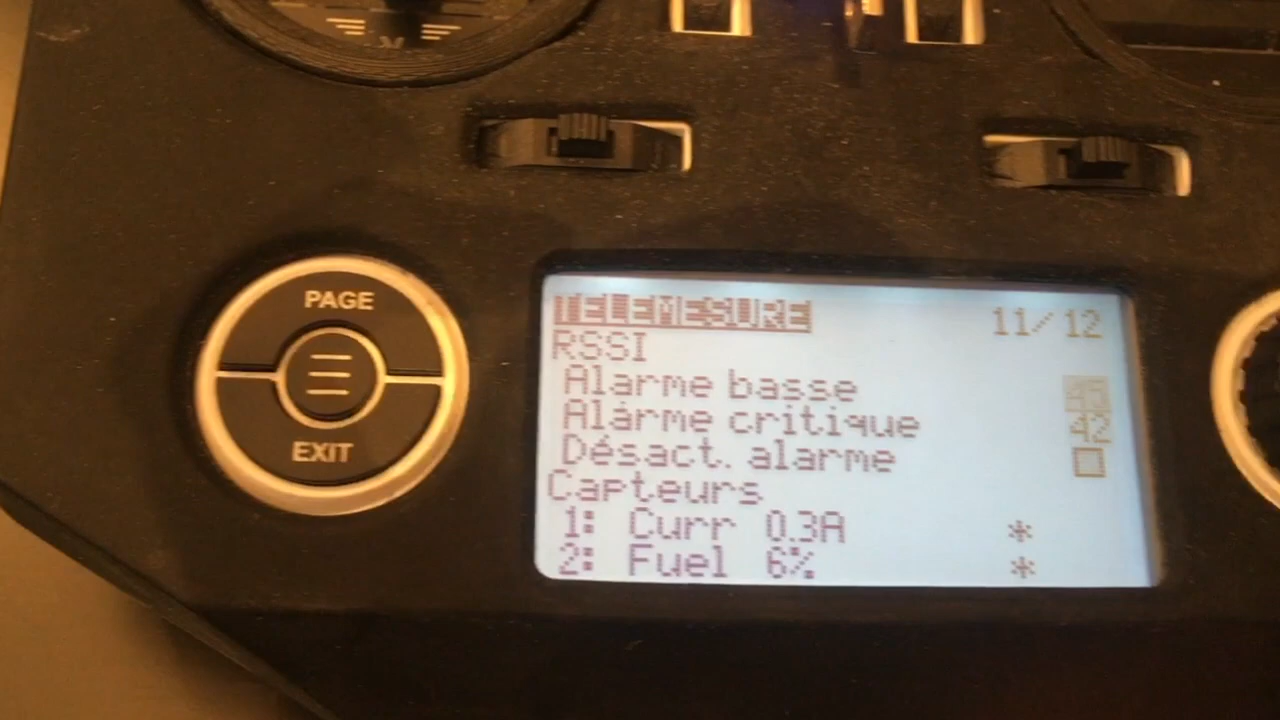 PAGE
EXIT
TELEMESURE 11/12
RSSI
Alarme basse 45
Alarme critique 42
Désact. alarme
Capteurs
1: Curr 0.3A *
2: Fuel 6% *